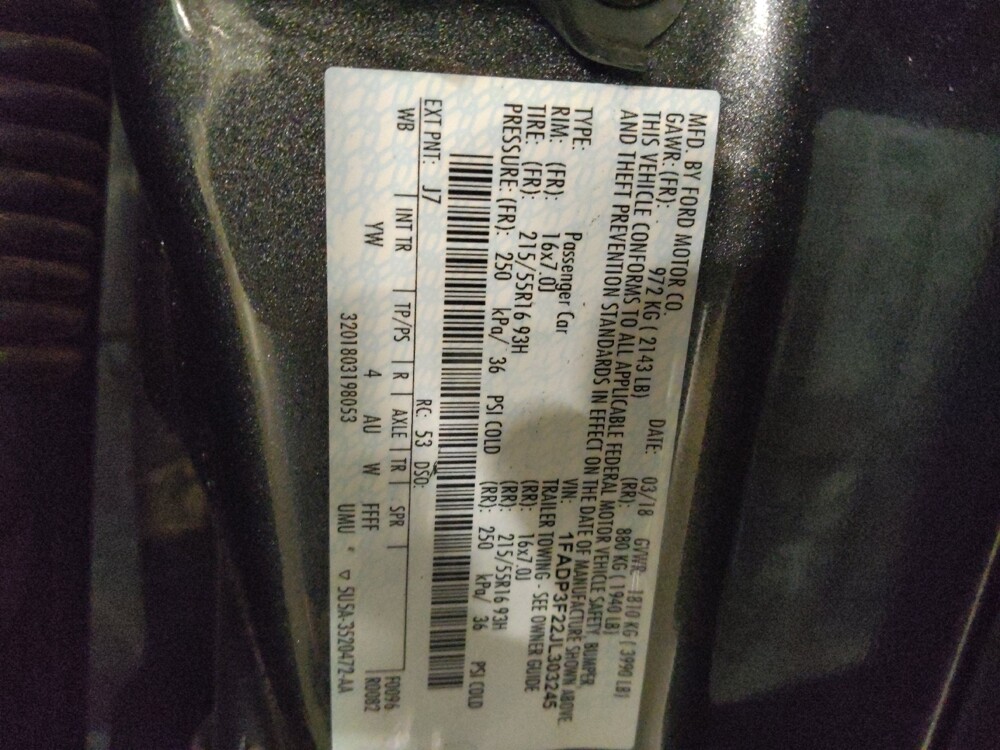 MFD. BY FORD MOTOR CO.
DATE: 03/18 GVWR: 1810 KG ( 3990 LB)
GAWR: (FR): 972 KG ( 2143 LB) (RR): 880 KG ( 1940 LB)
THIS VEHICLE CONFORMS TO ALL APPLICABLE FEDERAL MOTOR VEHICLE SAFETY, BUMPER,
AND THEFT PREVENTION STANDARDS IN EFFECT ON THE DATE OF MANUFACTURE SHOWN ABOVE.
VIN: 1FADP3F22JL303245
TYPE: Passenger Car TRAILER TOWING - SEE OWNER GUIDE
RIM: (FR): 16x7.0J (RR): 16x7.0J
TIRE: (FR): 215/55R16 93H (RR): 215/55R16 93H
PRESSURE: (FR): 250 kPa/ 36 PSI COLD (RR): 250 kPa/ 36 PSI COLD
EXT PNT: J7 RC: 53 DSO:
WB | INT TR | TP/PS | R | AXLE | TR | SPR | F0096
YW 4 AU W FFFF R0082
3201803198053 UMU ▽ 5U5A-3520472-AA